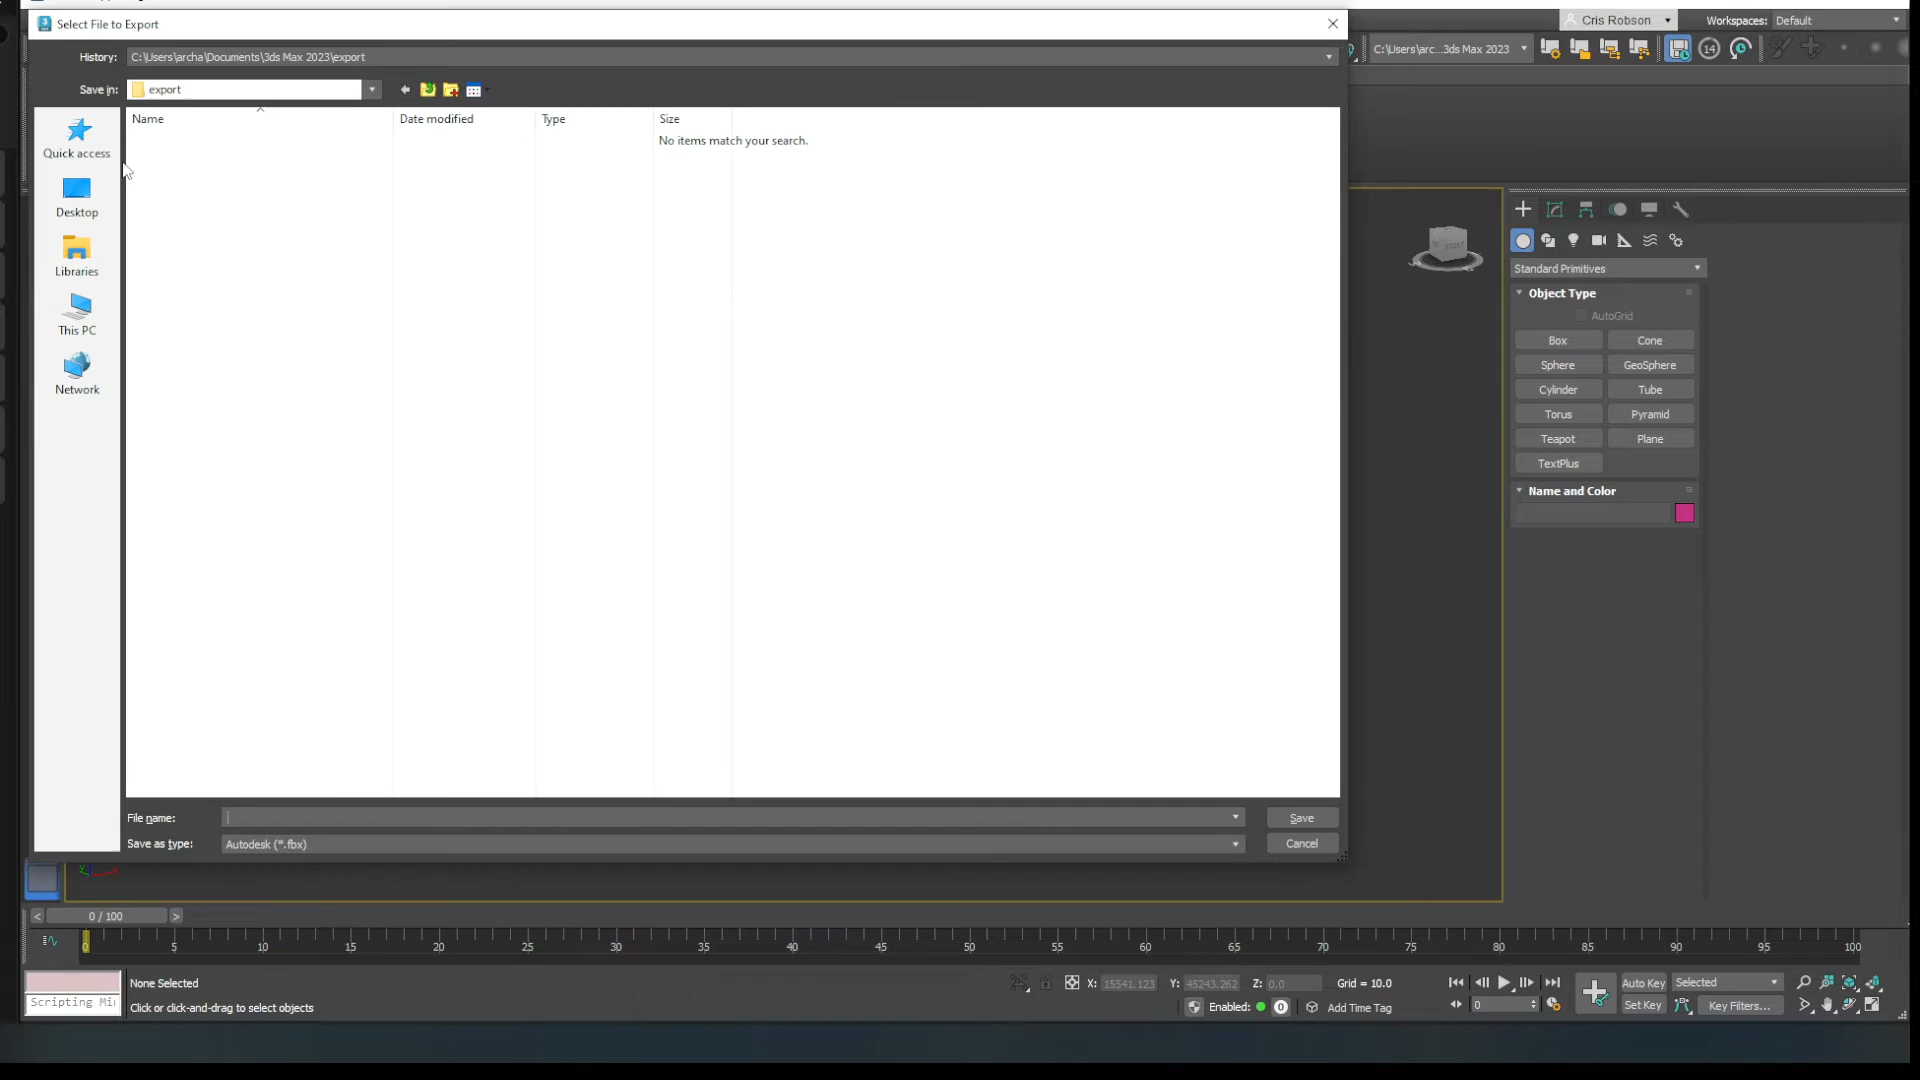 Select File to Export
Cris Robson
Workspaces: Default
History: C:\Users\archa\Documents\3ds Max 2023\export
C:\Users\arc...3ds Max 2023
14
Save in: export
Name Date modified Type Size
No items match your search.
Quick access
Desktop
Libraries
This PC
Network
Standard Primitives
Object Type
AutoGrid
Box Cone
Sphere GeoSphere
Cylinder Tube
Torus Pyramid
Teapot Plane
TextPlus
Name and Color
File name: Save
Save as type: Autodesk (*.fbx) Cancel
< 0 / 100 >
0 5 10 15 20 25 30 35 40 45 50 55 60 65 70 75 80 85 90 95 100
None Selected
X: 15541.123 Y: 45243.262 Z: 0.0 Grid = 10.0
Auto Key Selected
Scripting Mi
Click or click-and-drag to select objects
Enabled: 0 Add Time Tag
0 Set Key Key Filters...